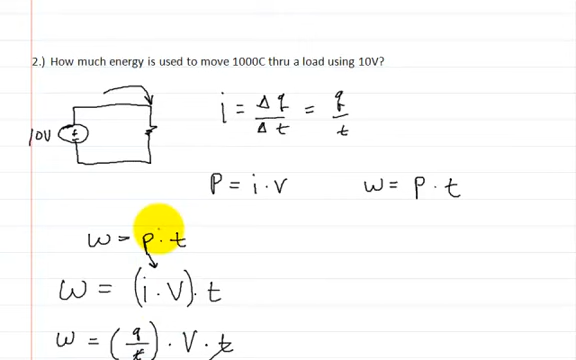 2.) How much energy is used to move 1000C thru a load using 10V?
i = Δq/Δt = q/t
10V ±
P = i · V w = P · t
w = P · t
w = (i · V) · t
w = (q/t) · V · t